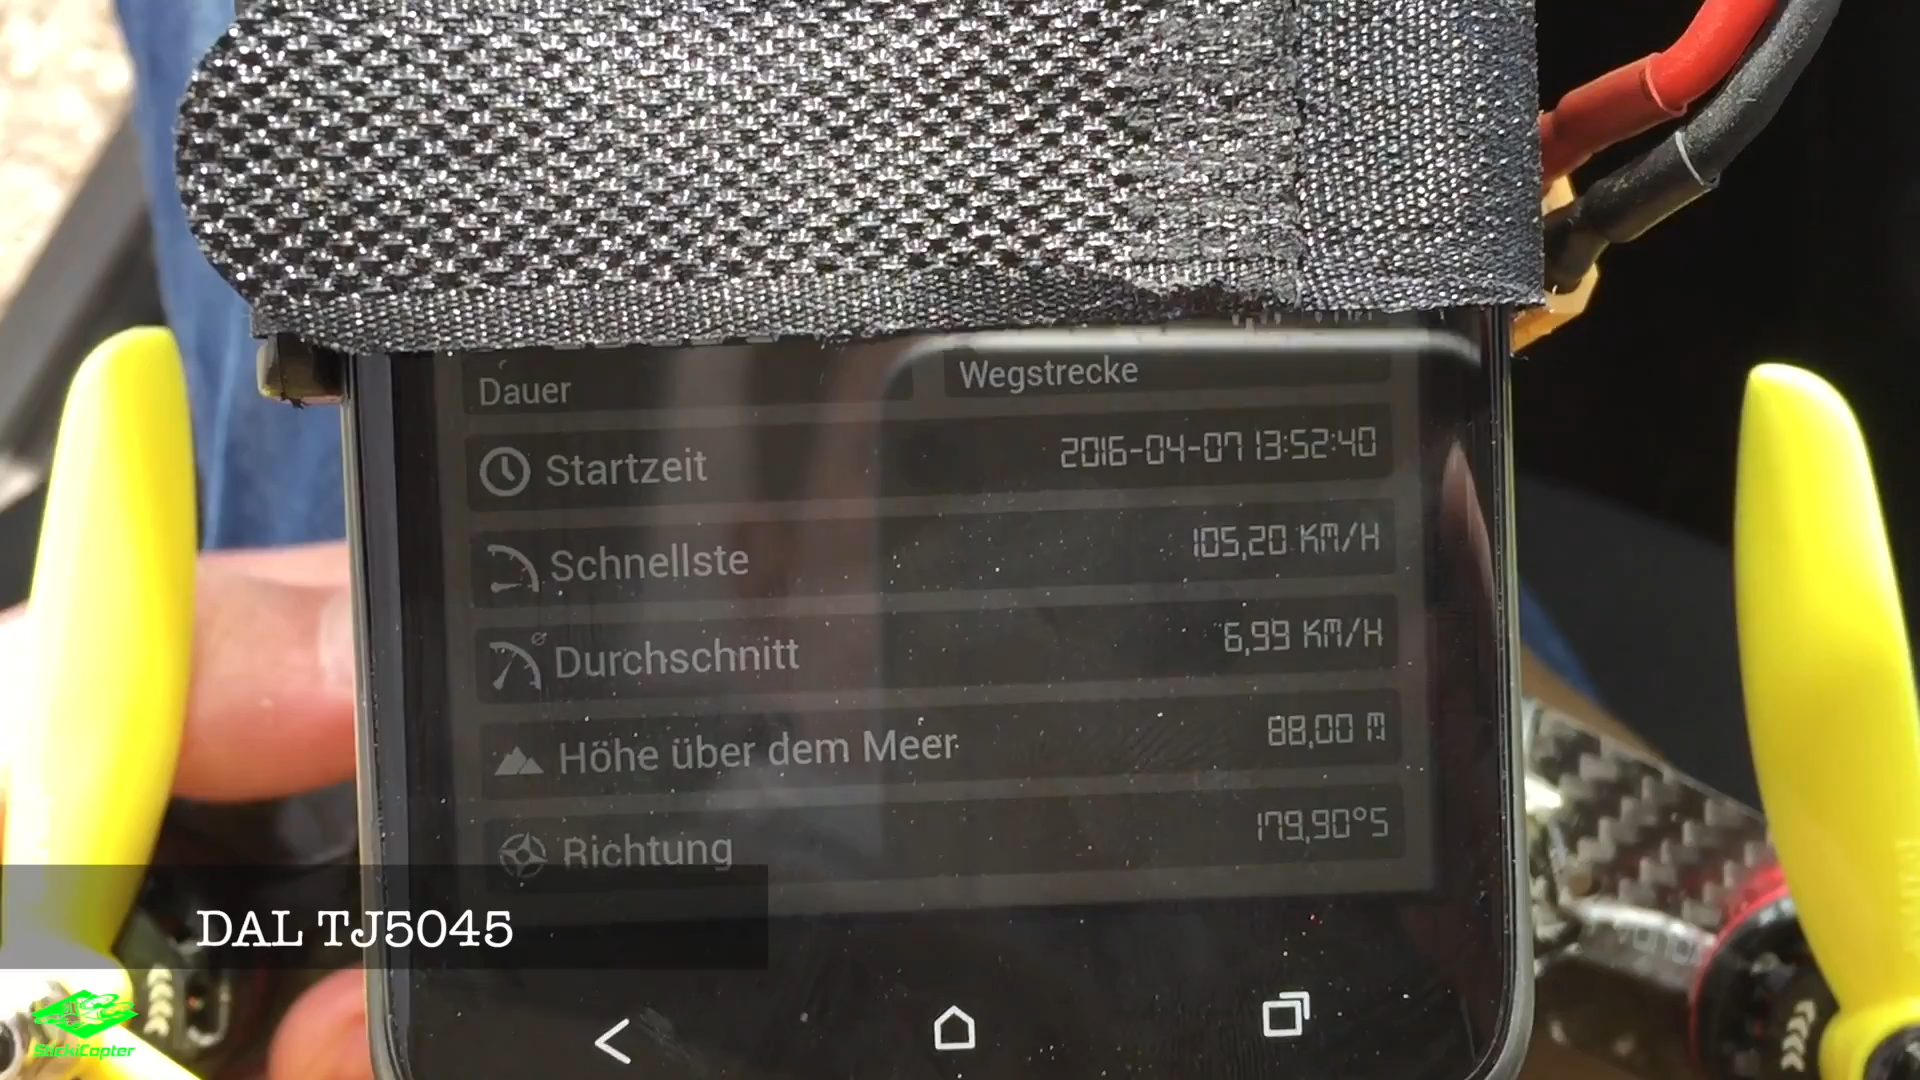 Dauer
Wegstrecke
Startzeit
2016-04-07 13:52:40
Schnellste
105,20 KM/H
Durchschnitt
6,99 KM/H
Höhe über dem Meer
88,00 M
Richtung
179,90°S
DAL TJ5045
StickiCopter